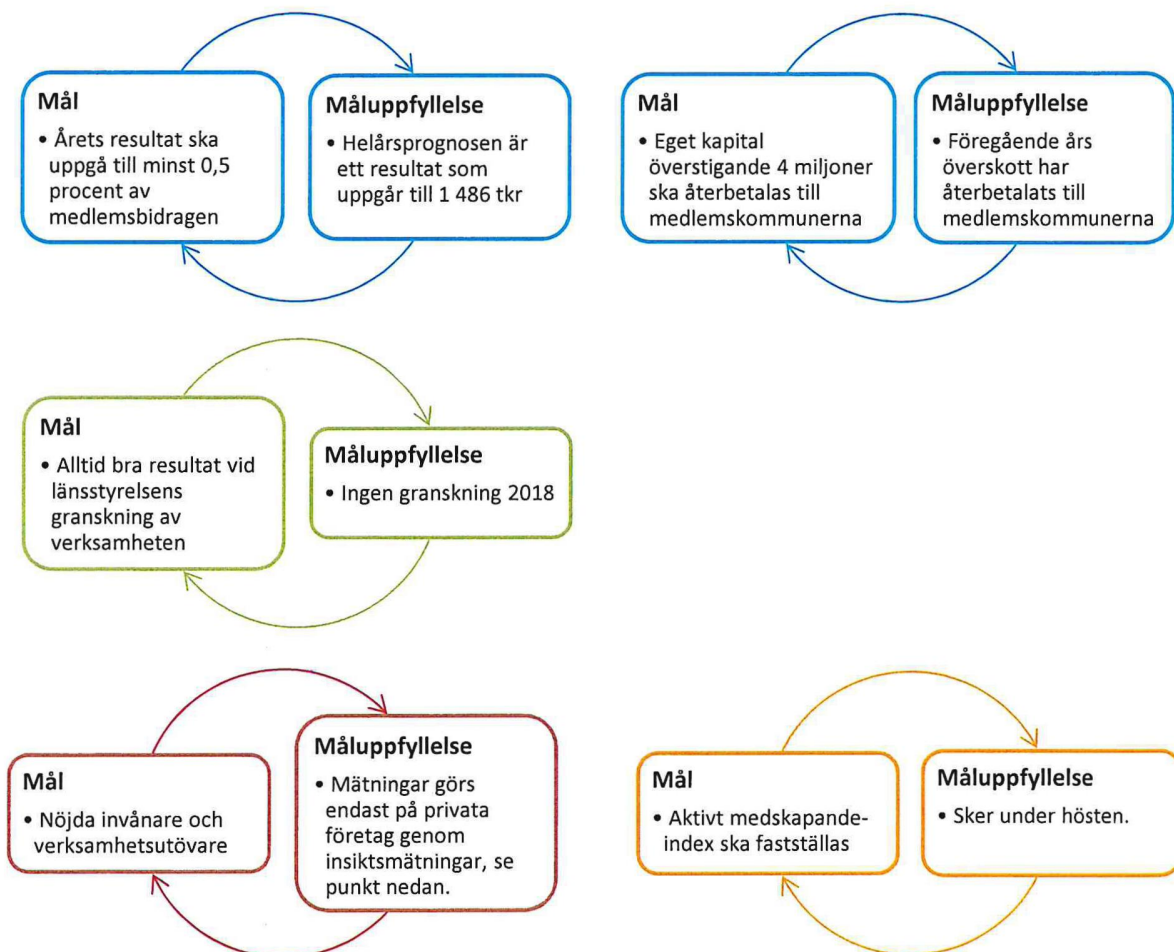 Mål
• Årets resultat ska
uppgå till minst 0,5
procent av
medlemsbidragen
Måluppfyllelse
• Helårsprognosen är
ett resultat som
uppgår till 1 486 tkr
Mål
• Eget kapital
överstigande 4 miljoner
ska återbetalas till
medlemskommunerna
Måluppfyllelse
• Föregående års
överskott har
återbetalats till
medlemskommunerna
Mål
• Alltid bra resultat vid
länsstyrelsens
granskning av
verksamheten
Måluppfyllelse
• Ingen granskning 2018
Mål
• Nöjda invånare och
verksamhetsutövare
Måluppfyllelse
• Mätningar görs
endast på privata
företag genom
insiktsmätningar, se
punkt nedan.
Mål
• Aktivt medskapande-
index ska fastställas
Måluppfyllelse
• Sker under hösten.